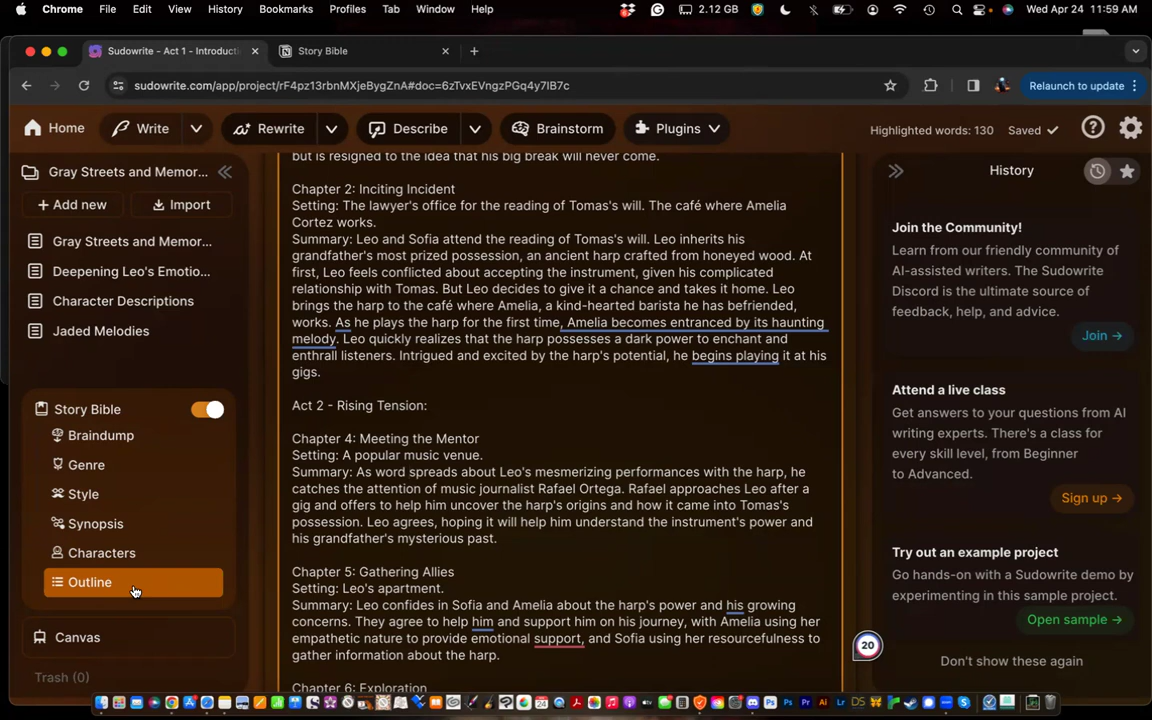 Chrome File Edit View History Bookmarks Profiles Tab Window Help 2.12 GB Wed Apr 24 11:59 AM
Sudowrite - Act 1 - Introducti Story Bible
sudowrite.com/app/project/rF4pz13rbnMXjeBygZnA#doc=6zTvxEVngzPGq4y7lB7c Relaunch to update
Home Write Rewrite Describe Brainstorm Plugins Highlighted words: 130 Saved
Gray Streets and Memor...
Add new Import
Gray Streets and Memor...
Deepening Leo's Emotio...
Character Descriptions
Jaded Melodies
Story Bible
Braindump
Genre
Style
Synopsis
Characters
Outline
Canvas
Trash (0)
but is resigned to the idea that his big break will never come.
Chapter 2: Inciting Incident
Setting: The lawyer's office for the reading of Tomas's will. The café where Amelia
Cortez works.
Summary: Leo and Sofia attend the reading of Tomas's will. Leo inherits his
grandfather's most prized possession, an ancient harp crafted from honeyed wood. At
first, Leo feels conflicted about accepting the instrument, given his complicated
relationship with Tomas. But Leo decides to give it a chance and takes it home. Leo
brings the harp to the café where Amelia, a kind-hearted barista he has befriended,
works. As he plays the harp for the first time, Amelia becomes entranced by its haunting
melody. Leo quickly realizes that the harp possesses a dark power to enchant and
enthrall listeners. Intrigued and excited by the harp's potential, he begins playing it at his
gigs.
Act 2 - Rising Tension:
Chapter 4: Meeting the Mentor
Setting: A popular music venue.
Summary: As word spreads about Leo's mesmerizing performances with the harp, he
catches the attention of music journalist Rafael Ortega. Rafael approaches Leo after a
gig and offers to help him uncover the harp's origins and how it came into Tomas's
possession. Leo agrees, hoping it will help him understand the instrument's power and
his grandfather's mysterious past.
Chapter 5: Gathering Allies
Setting: Leo's apartment.
Summary: Leo confides in Sofia and Amelia about the harp's power and his growing
concerns. They agree to help him and support him on his journey, with Amelia using her
empathetic nature to provide emotional support, and Sofia using her resourcefulness to
gather information about the harp.
Chapter 6: Exploration
20
History
Join the Community!
Learn from our friendly community of
AI-assisted writers. The Sudowrite
Discord is the ultimate source of
feedback, help, and advice.
Join →
Attend a live class
Get answers to your questions from AI
writing experts. There's a class for
every skill level, from Beginner
to Advanced.
Sign up →
Try out an example project
Go hands-on with a Sudowrite demo by
experimenting in this sample project.
Open sample →
Don't show these again